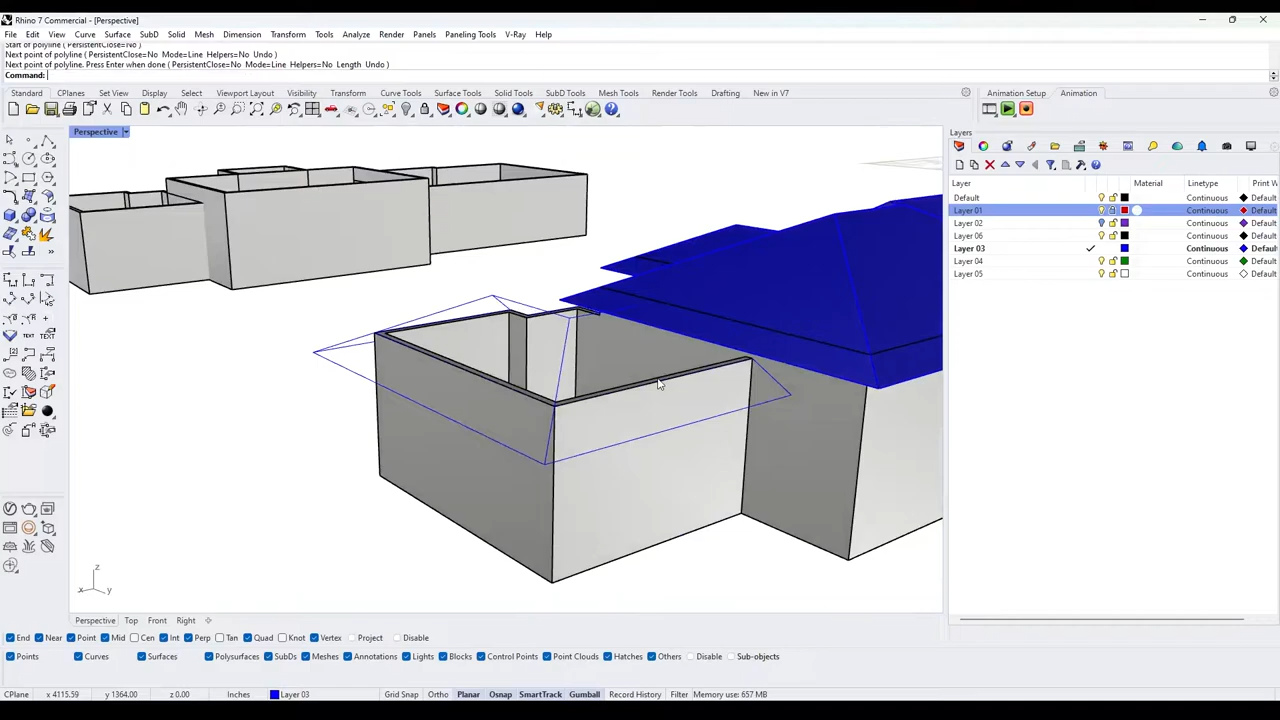 Rhino 7 Commercial - [Perspective]
File Edit View Curve Surface SubD Solid Mesh Dimension Transform Tools Analyze Render Panels Paneling Tools V-Ray Help
Start of polyline ( PersistentClose=No )
Next point of polyline ( PersistentClose=No Mode=Line Helpers=No Undo )
Next point of polyline. Press Enter when done ( PersistentClose=No Mode=Line Helpers=No Length Undo )
Command:
Standard CPlanes Set View Display Select Viewport Layout Visibility Transform Curve Tools Surface Tools Solid Tools SubD Tools Mesh Tools Render Tools Drafting New in V7 Animation Setup Animation
Perspective
Layers
Layer Material Linetype Print W
Default Continuous Default
Layer 01 Continuous Default
Layer 02 Continuous Default
Layer 06 Continuous Default
Layer 03 Continuous Default
Layer 04 Continuous Default
Layer 05 Continuous Default
z
x y
Perspective Top Front Right
End Near Point Mid Cen Int Perp Tan Quad Knot Vertex Project Disable
Points Curves Surfaces Polysurfaces SubDs Meshes Annotations Lights Blocks Control Points Point Clouds Hatches Others Disable Sub-objects
CPlane x 4115.59 y 1364.00 z 0.00 Inches Layer 03 Grid Snap Ortho Planar Osnap SmartTrack Gumball Record History Filter Memory use: 657 MB